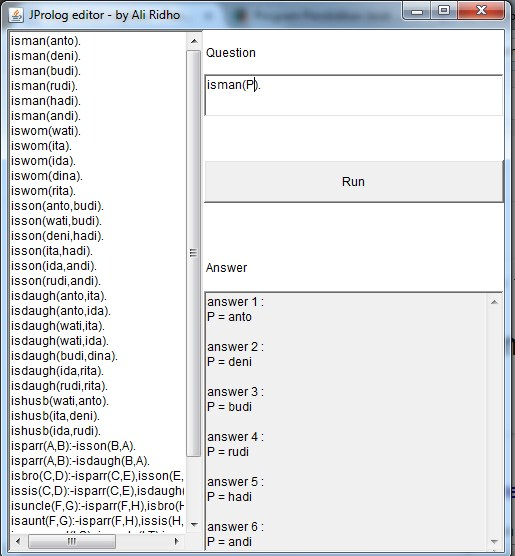 JProlog editor - by Ali Ridho
isman(anto).
isman(deni).
isman(budi).
isman(rudi).
isman(hadi).
isman(andi).
iswom(wati).
iswom(ita).
iswom(ida).
iswom(dina).
iswom(rita).
isson(anto,budi).
isson(wati,budi).
isson(deni,hadi).
isson(ita,hadi).
isson(ida,andi).
isson(rudi,andi).
isdaugh(anto,ita).
isdaugh(anto,ida).
isdaugh(wati,ita).
isdaugh(wati,ida).
isdaugh(budi,dina).
isdaugh(ida,rita).
isdaugh(rudi,rita).
ishusb(wati,anto).
ishusb(ita,deni).
ishusb(ida,rudi).
isparr(A,B):-isson(B,A).
isparr(A,B):-isdaugh(B,A).
isbro(C,D):-isparr(C,E),isson(E,
issis(C,D):-isparr(C,E),isdaugh(
isuncle(F,G):-isparr(F,H),isbro(H
isaunt(F,G):-isparr(F,H),issis(H,
Question
isman(P).
Run
Answer
answer 1 :
P = anto
answer 2 :
P = deni
answer 3 :
P = budi
answer 4 :
P = rudi
answer 5 :
P = hadi
answer 6 :
P = andi